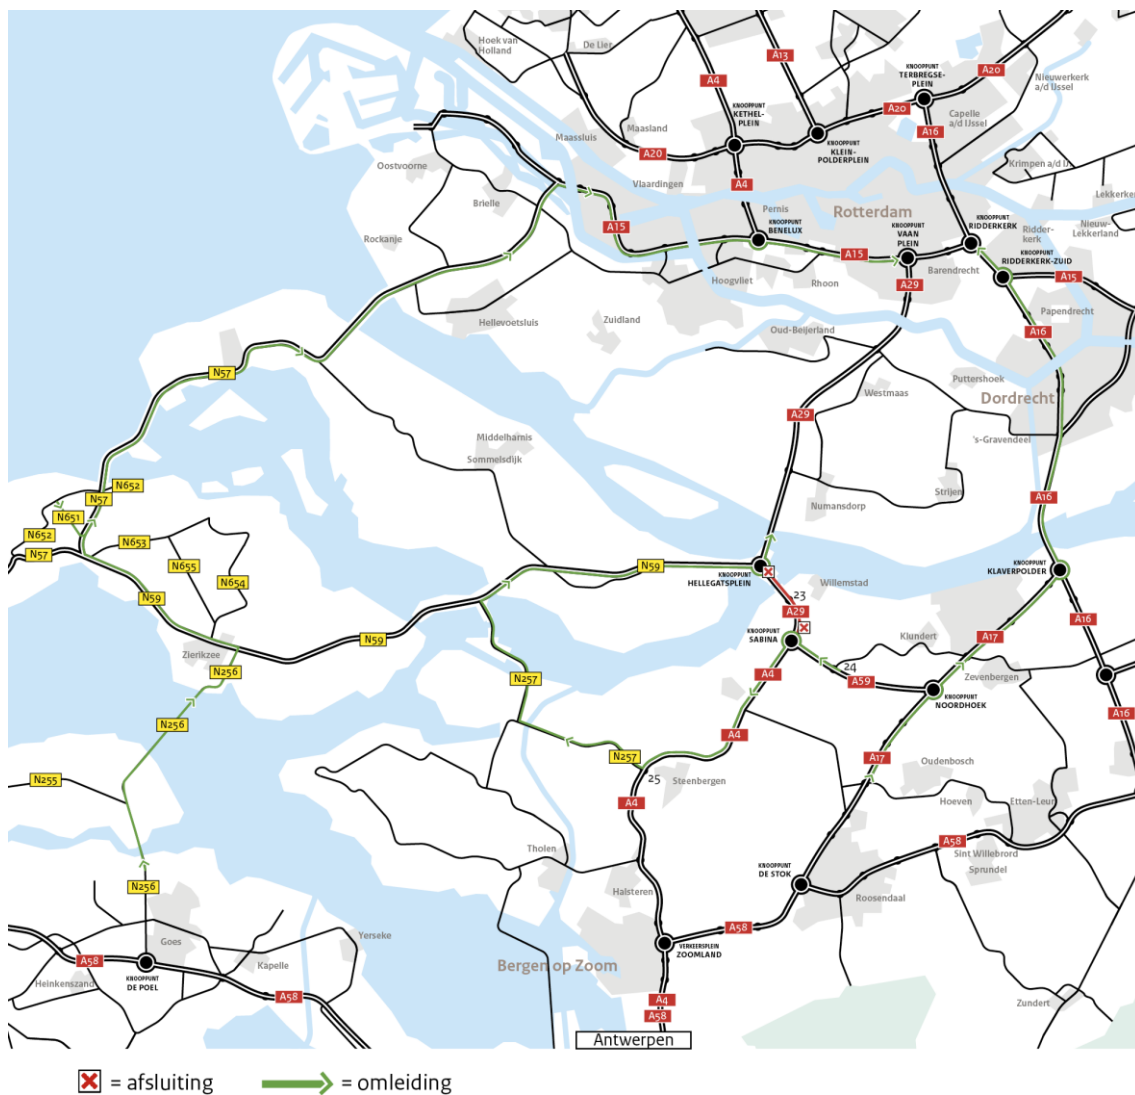 Hoek van
Holland
De Lier
A13
A4
KNOOPPUNT
TERBREGSE-
PLEIN
A20
Nieuwerkerk
a/d IJssel
KNOOPPUNT
KETHEL-
PLEIN
A20
Capelle
a/d IJssel
Maasland
Maassluis
A16
KNOOPPUNT
KLEIN-
POLDERPLEIN
A20
Oostvoorne
Krimpen a/d IJ
Vlaardingen
A4
Lekkerker
Brielle
Pernis
Rotterdam
KNOOPPUNT
BENELUX
KNOOPPUNT
RIDDERKERK
A15
KNOOPPUNT
VAAN
PLEIN
Ridder-
kerk
Nieuw-
Lekkerland
Rockanje
A15
KNOOPPUNT
RIDDERKERK-ZUID
Barendrecht
A15
Hoogvliet
Rhoon
A29
Papendrecht
Hellevoetsluis
Zuidland
Oud-Beijerland
A16
N57
Puttershoek
Westmaas
Dordrecht
A29
Middelharnis
Sommelsdijk
's-Gravendeel
N652
N57
Strijen
A16
Numansdorp
N651
N652
N653
N57
N655
N59
KNOOPPUNT
HELLEGATSPLEIN
KNOOPPUNT
KLAVERPOLDER
N654
Willemstad
N59
23
A29
A16
KNOOPPUNT
SABINA
Klundert
A17
N59
Zierikzee
N256
24
A4
Zevenbergen
N257
A59
KNOOPPUNT
NOORDHOEK
A16
N256
A4
N257
A17
Oudenbosch
N255
25
Steenbergen
A4
Hoeven
Etten-Leur
A58
Tholen
Sint Willebrord
KNOOPPUNT
DE STOK
Sprundel
N256
Halsteren
Roosendaal
A58
Goes
Yerseke
VERKEERSPLEIN
ZOOMLAND
A58
Kapelle
Bergen op Zoom
KNOOPPUNT
DE POEL
Heinkenszand
A58
A4
A58
Zundert
Antwerpen
= afsluiting
= omleiding